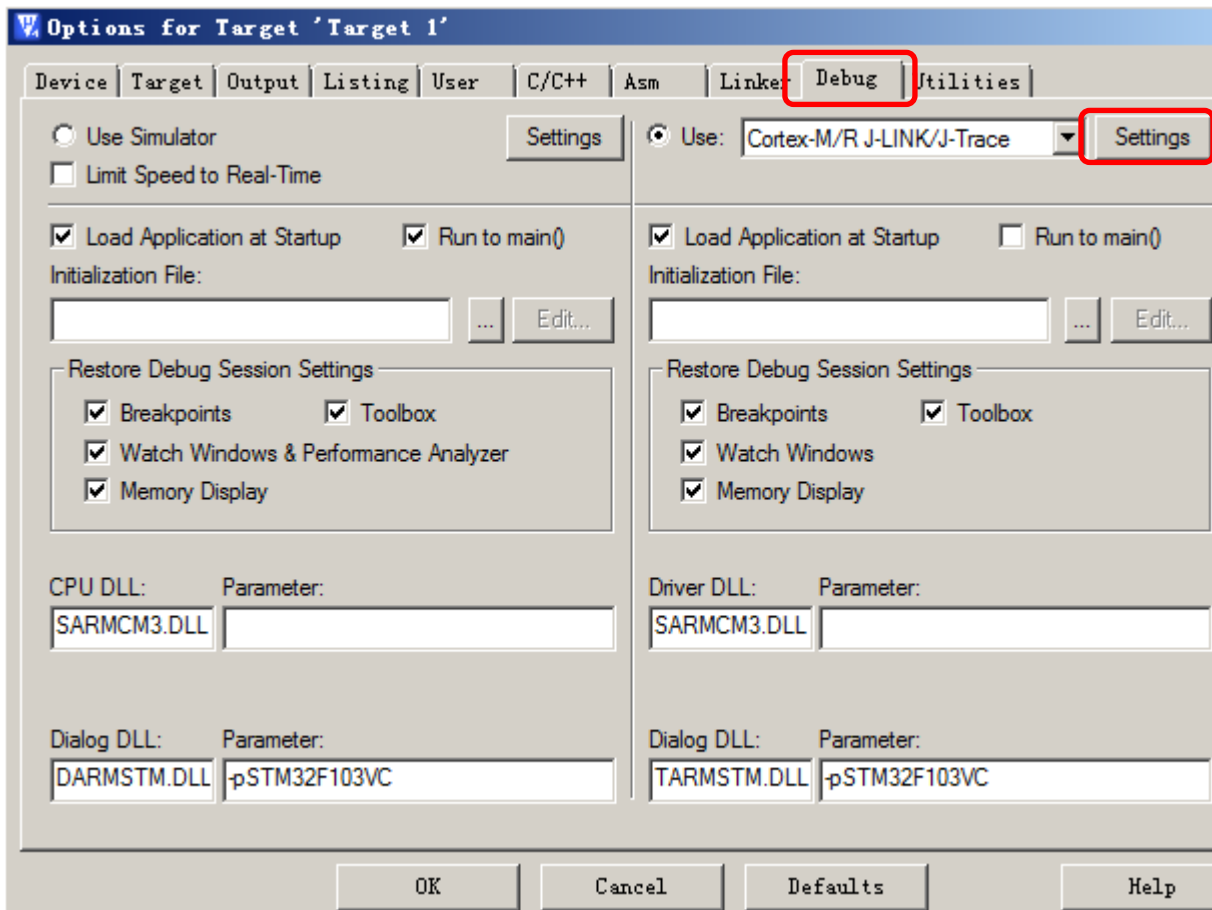 Options for Target 'Target 1'
Device Target Output Listing User C/C++ Asm Linker Debug Utilities
Use Simulator Settings Use: Cortex-M/R J-LINK/J-Trace Settings
Limit Speed to Real-Time
Load Application at Startup Run to main() Load Application at Startup Run to main()
Initialization File: Initialization File:
... Edit... ... Edit...
Restore Debug Session Settings Restore Debug Session Settings
Breakpoints Toolbox Breakpoints Toolbox
Watch Windows & Performance Analyzer Watch Windows
Memory Display Memory Display
CPU DLL: Parameter: Driver DLL: Parameter:
SARMCM3.DLL SARMCM3.DLL
Dialog DLL: Parameter: Dialog DLL: Parameter:
DARMSTM.DLL -pSTM32F103VC TARMSTM.DLL -pSTM32F103VC
OK Cancel Defaults Help